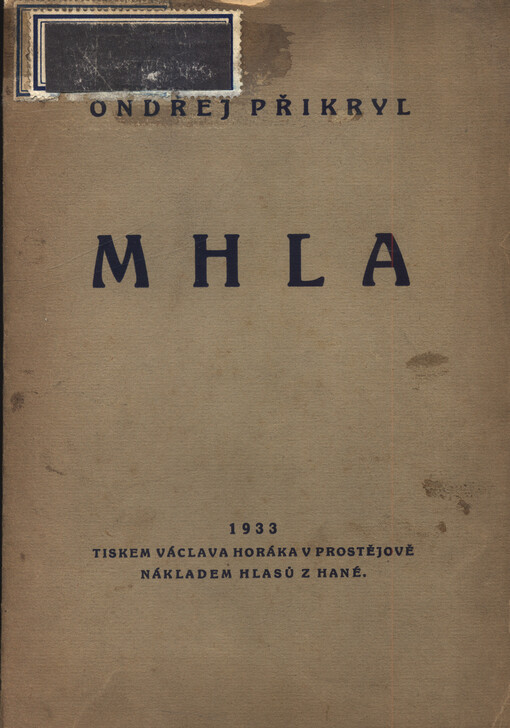 ONDŘEJ PŘIKRYL
MHLA
1933
TISKEM VÁCLAVA HORÁKA V PROSTĚJOVĚ
NÁKLADEM HLASŮ Z HANÉ.